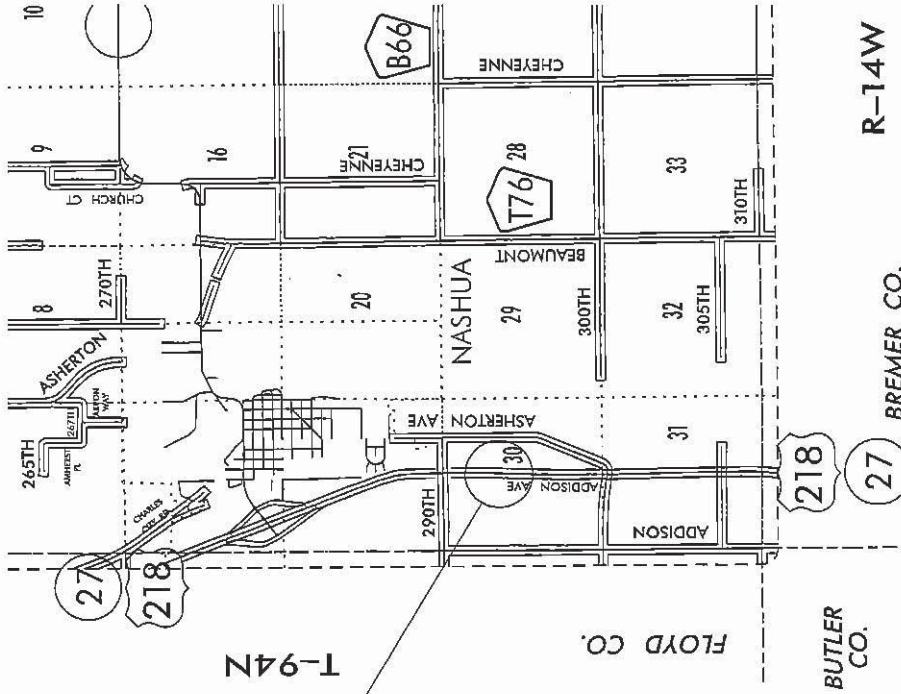 10
B66
9
16
21
CHEYENNE
CHEYENNE
28
33
R-14W
CHURCH CT
T76
310TH
8
270TH
20
NASHUA
29
BEAUMONT
300TH
32
305TH
BREMER CO.
ASHERTON
265TH
267TH
ALBION WAY
AMHERST PL
ASHERTON AVE
31
30
ADDISON AVE
290TH
ADDISON
218
27
CHARLES CITY RD
27
218
T-94N
FLOYD CO.
BUTLER
CO.